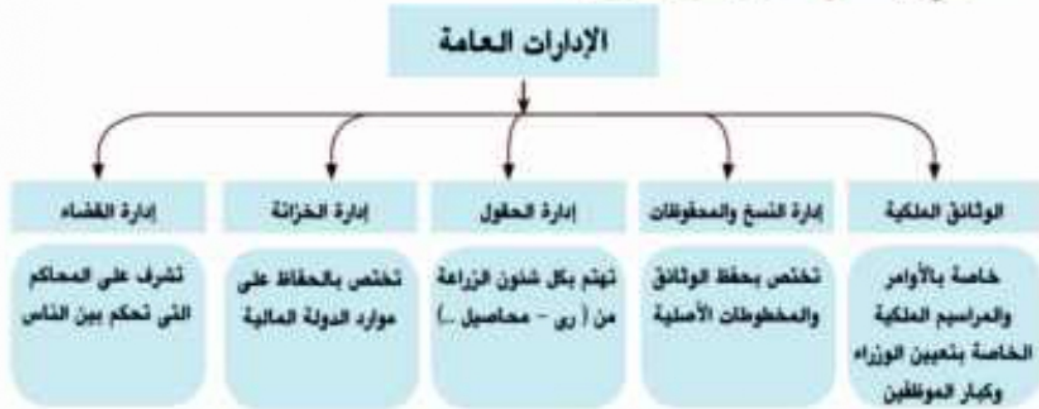 الإدارات العامة
الوثائق الملكية
إدارة النسخ والمحفوظات
إدارة الحقول
إدارة الخزانة
إدارة القضاء
خاصة بالأوامر
والمراسيم الملكية
الخاصة بتعيين الوزراء
وكبار الموظفين
تختص بحفظ الوثائق
والمخطوطات الأصلية
تهتم بكل شئون الزراعة
من ( رى - محاصيل ..)
تختص بالحفاظ على
موارد الدولة المالية
تشرف على المحاكم
التى تحكم بين الناس